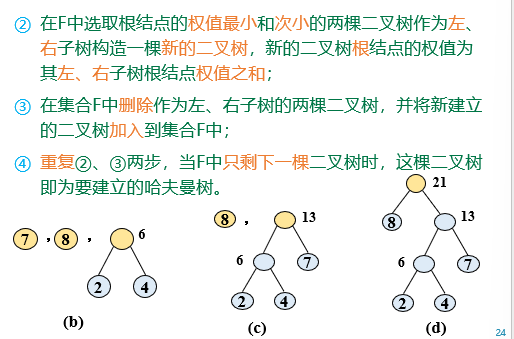 ② 在F中选取根结点的权值最小和次小的两棵二叉树作为左、
右子树构造一棵新的二叉树，新的二叉树根结点的权值为
其左、右子树根结点权值之和；
③ 在集合F中删除作为左、右子树的两棵二叉树，并将新建立
的二叉树加入到集合F中；
④ 重复②、③两步，当F中只剩下一棵二叉树时，这棵二叉树
即为要建立的哈夫曼树。
7 , 8 , 6
2 4
(b)
8 , 13
6 7
2 4
(c)
21
8 13
6 7
2 4
(d)
24